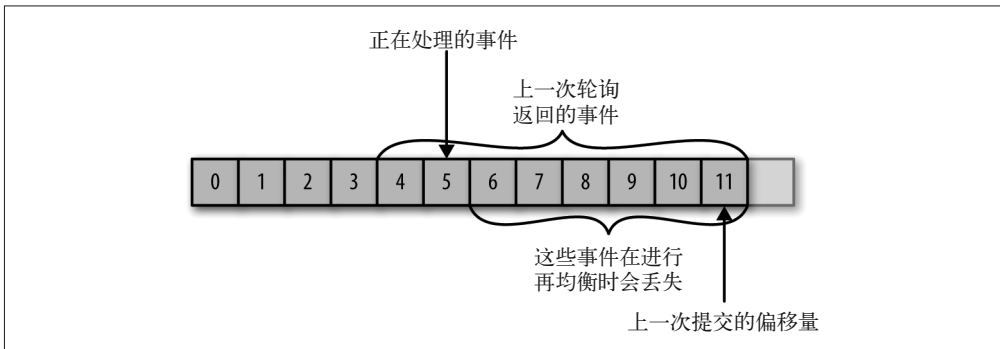 正在处理的事件
上一次轮询
返回的事件
0 1 2 3 4 5 6 7 8 9 10 11
这些事件在进行
再均衡时会丢失
上一次提交的偏移量